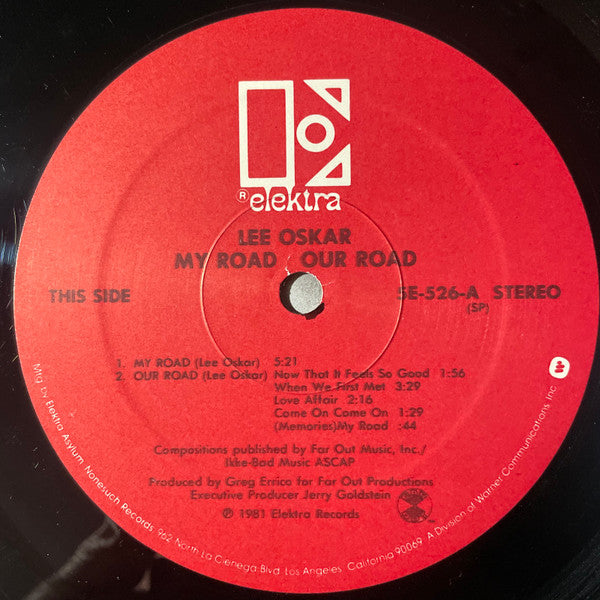 ® elektra
LEE OSKAR
MY ROAD OUR ROAD
THIS SIDE
5E-526-A STEREO
(SP)
1. MY ROAD (Lee Oskar) 5:21
2. OUR ROAD (Lee Oskar) Now That It Feels So Good 1:56
When We First Met 3:29
Love Affair 2:16
Come On Come On 1:29
(Memories)My Road :44
Compositions published by Far Out Music, Inc./
Ikke-Bad Music ASCAP
Produced by Greg Errico for Far Out Productions
Executive Producer Jerry Goldstein
℗ 1981 Elektra Records
Mfg. by Elektra Asylum Nonesuch Records 962 North La Cienega Blvd. Los Angeles, California 90069. A Division of Warner Communications Inc.